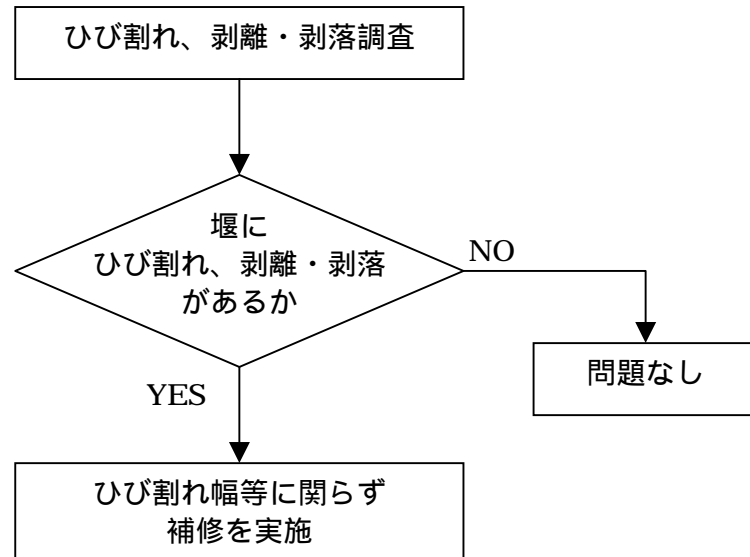 ひび割れ、剥離・剥落調査
堰に
ひび割れ、剥離・剥落
があるか
NO
問題なし
YES
ひび割れ幅等に関らず
補修を実施